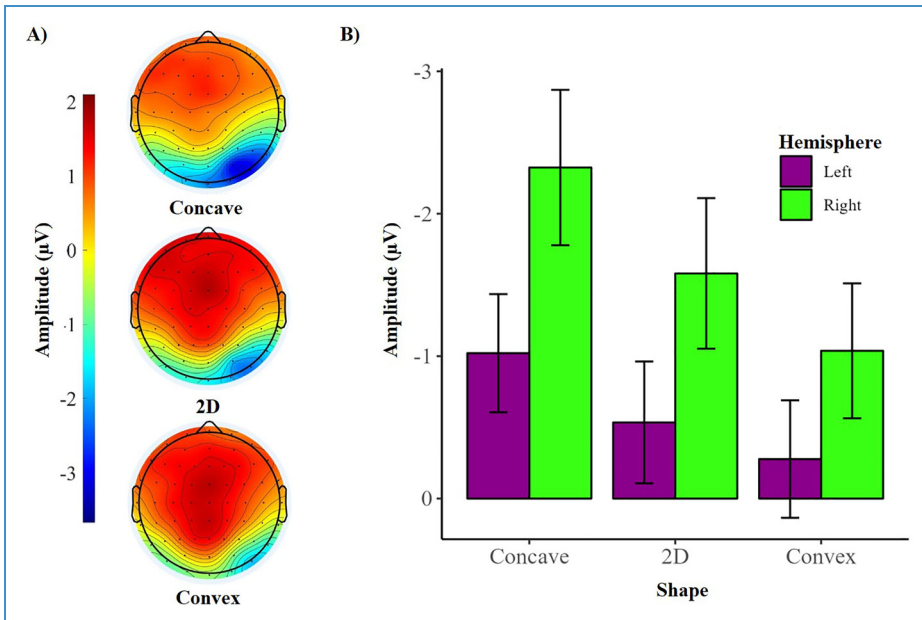 A)
2
1
0
-1
-2
-3
Amplitude (µV)
Concave
2D
Convex
B)
-3
-2
-1
0
Amplitude (µV)
Hemisphere
Left
Right
Concave
2D
Convex
Shape